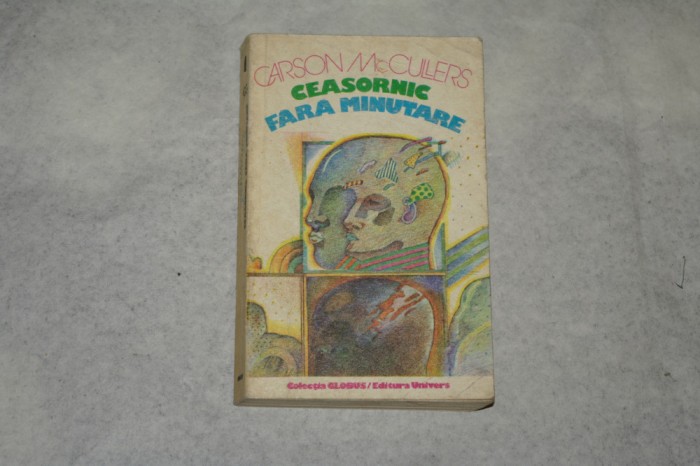 CARSON McCULLERS
CEASORNIC
FARA MINUTARE
Colecția GLOBUS/Editura Univers